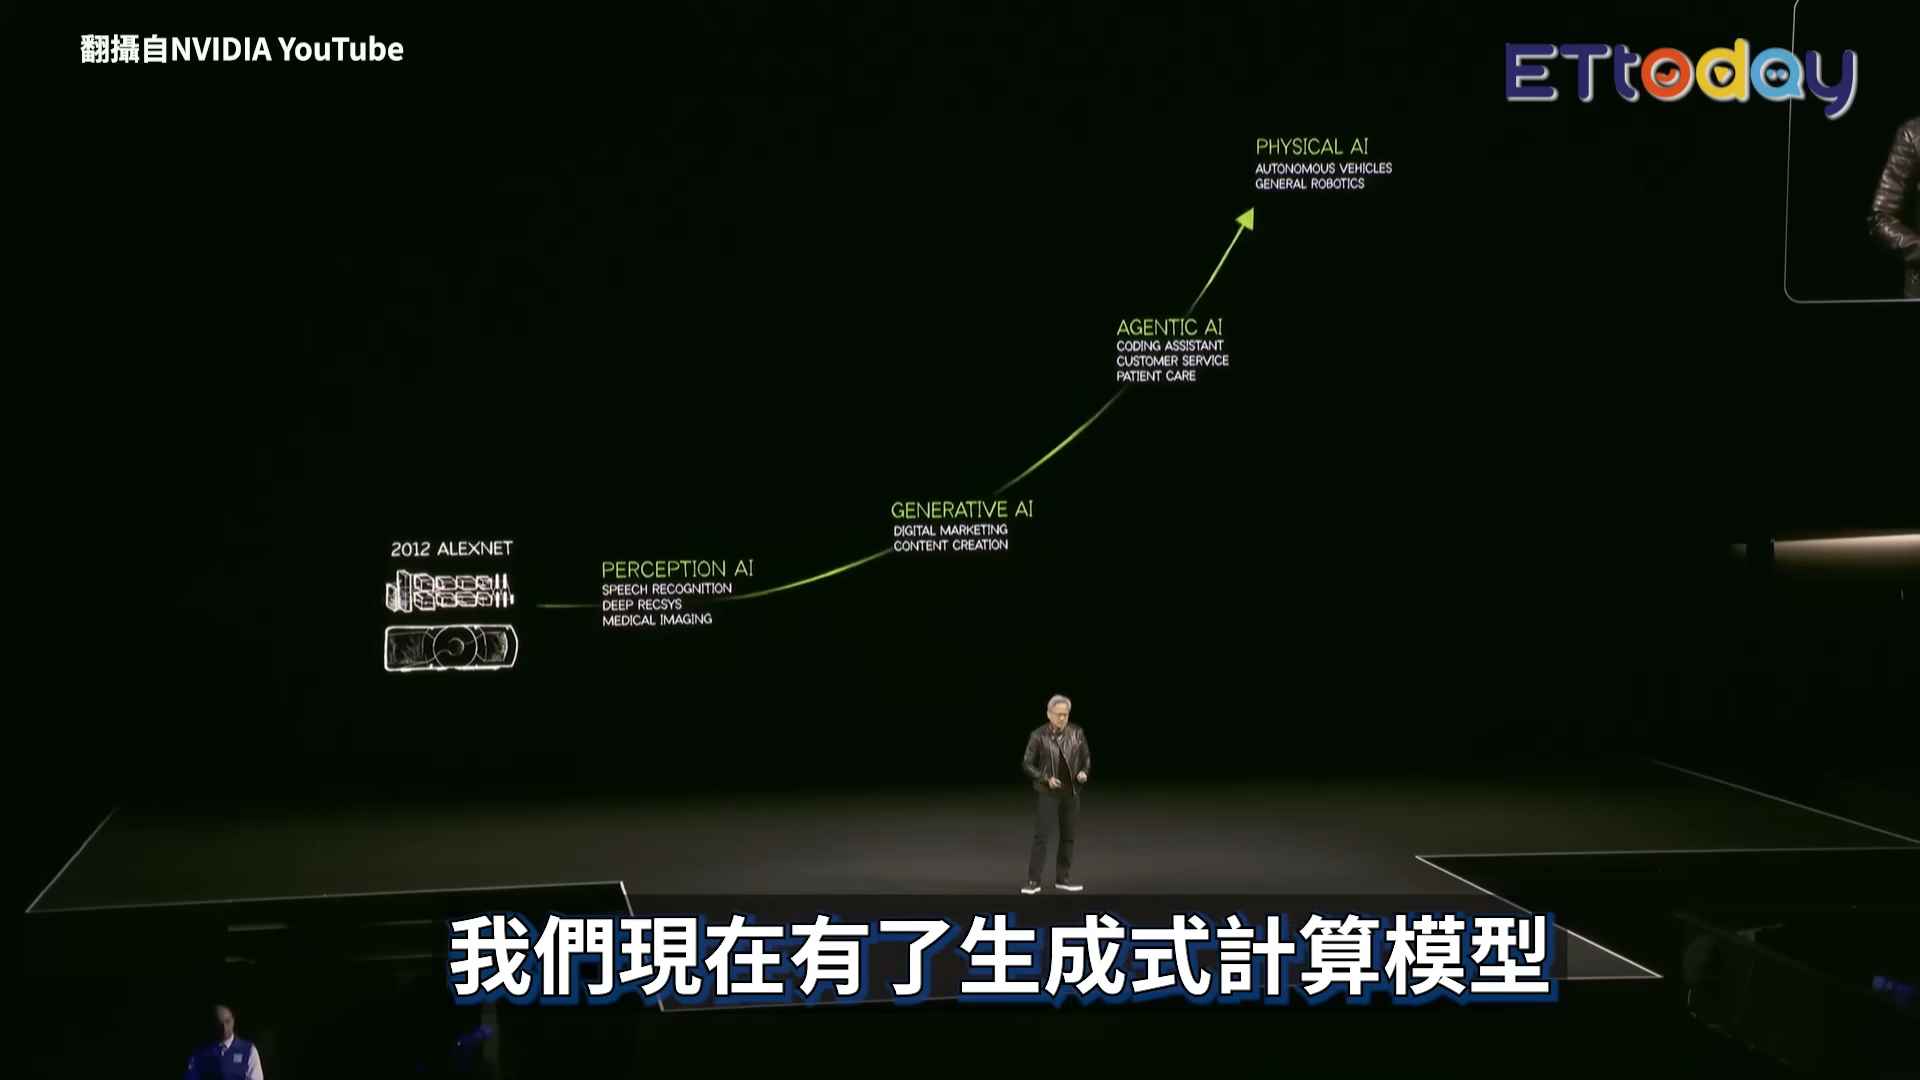 翻攝自NVIDIA YouTube
ETtoday
PHYSICAL AI
AUTONOMOUS VEHICLES
GENERAL ROBOTICS
AGENTIC AI
CODING ASSISTANT
CUSTOMER SERVICE
PATIENT CARE
GENERATIVE AI
DIGITAL MARKETING
CONTENT CREATION
2012 ALEXNET
PERCEPTION AI
SPEECH RECOGNITION
DEEP RECSYS
MEDICAL IMAGING
我們現在有了生成式計算模型